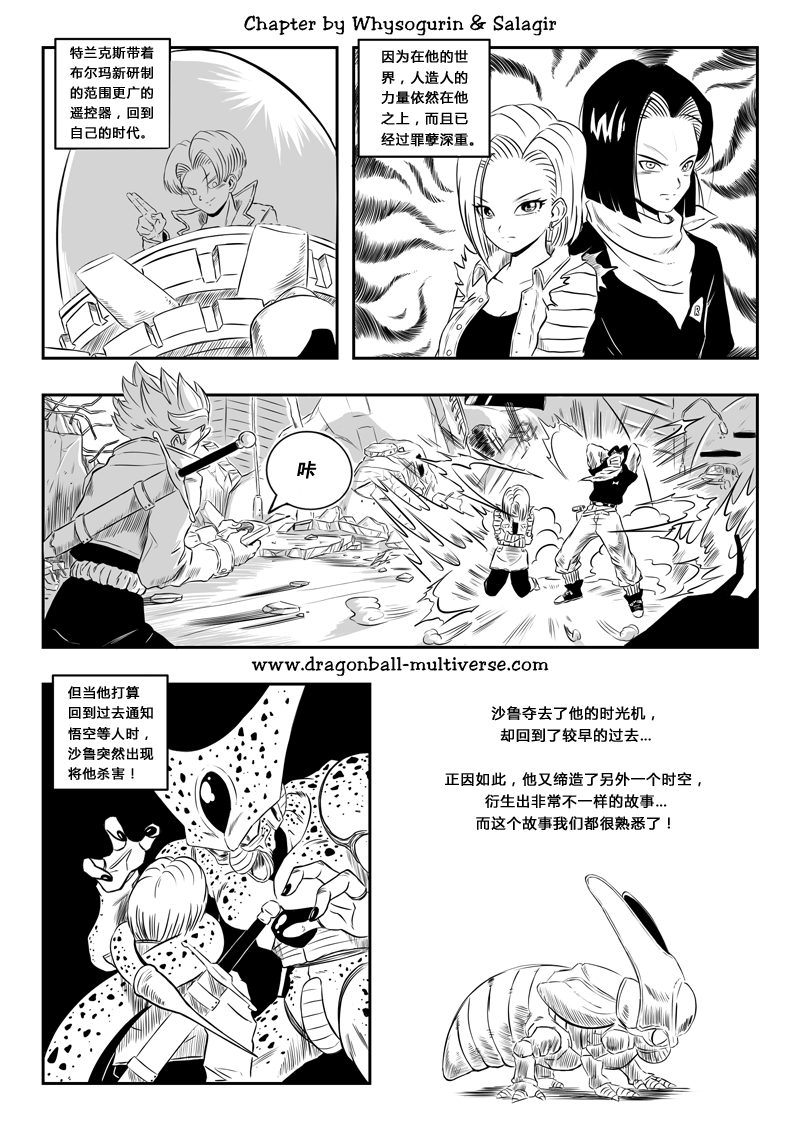 Chapter by Whysogurin & Salagir
特兰克斯带着
布尔玛新研制
的范围更广的
遥控器，回到
自己的时代。
因为在他的世
界，人造人的
力量依然在他
之上，而且已
经过罪孽深重。
R
咔
www.dragonball-multiverse.com
但当他打算
回到过去通知
悟空等人时，
沙鲁突然出现
将他杀害！
沙鲁夺去了他的时光机，
却回到了较早的过去...
正因如此，他又缔造了另外一个时空，
衍生出非常不一样的故事...
而这个故事我们都很熟悉了！